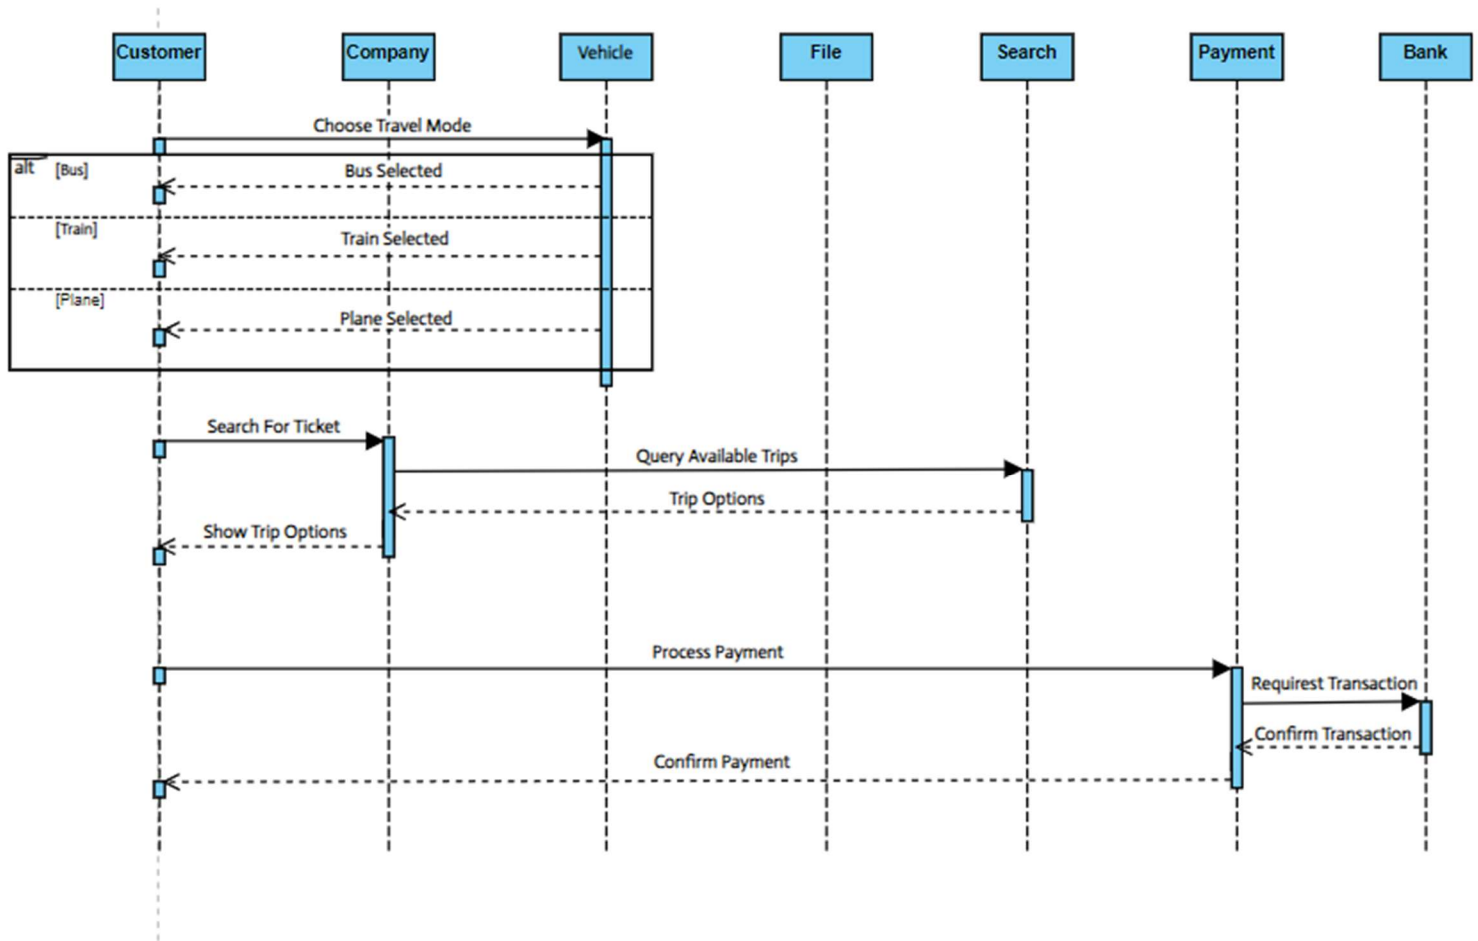 Customer
Company
Vehicle
File
Search
Payment
Bank
Choose Travel Mode
alt
[Bus]
Bus Selected
[Train]
Train Selected
[Plane]
Plane Selected
Search For Ticket
Query Available Trips
Trip Options
Show Trip Options
Process Payment
Requirest Transaction
Confirm Transaction
Confirm Payment